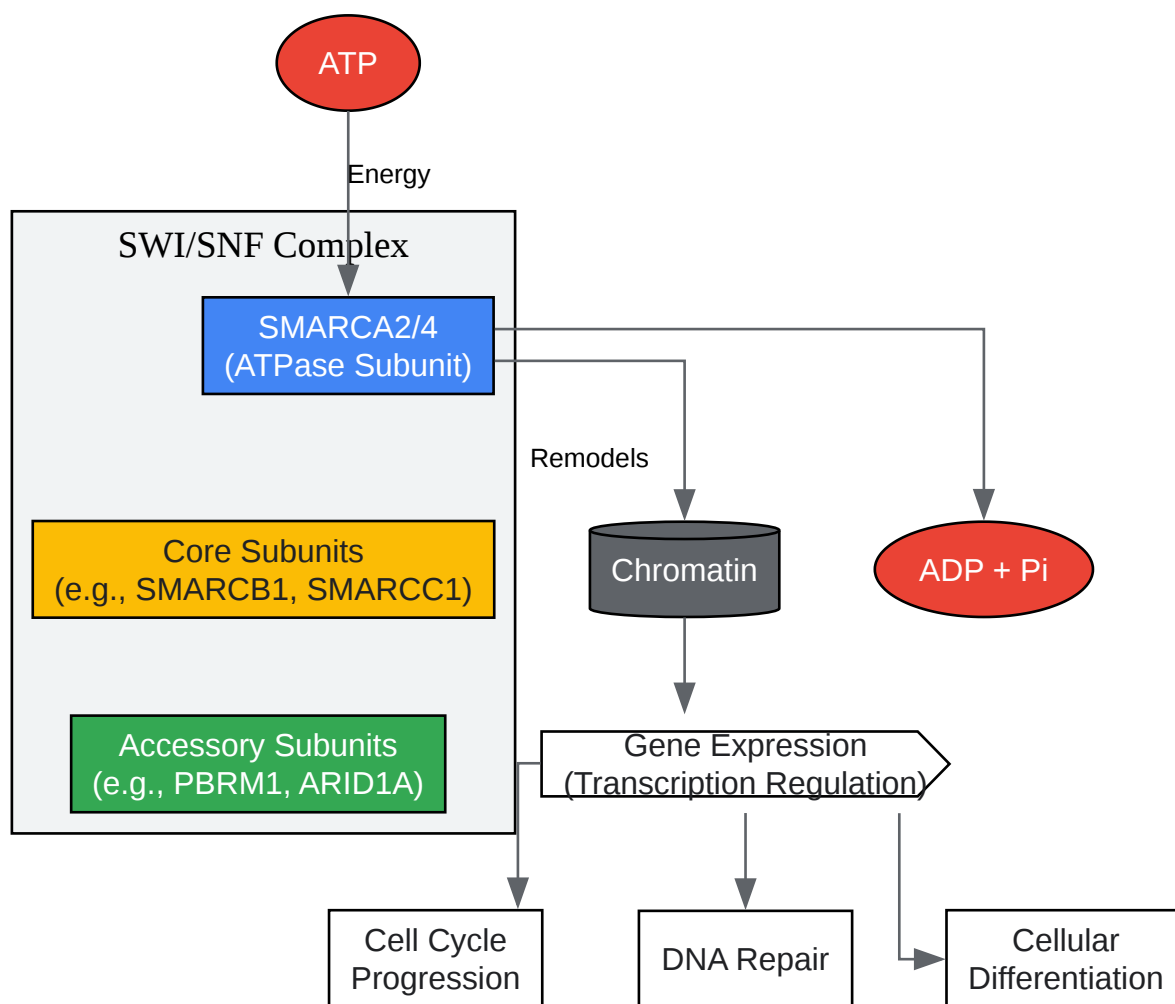 ATP
Energy
SWI/SNF Complex
SMARCA2/4
(ATPase Subunit)
Remodels
Core Subunits
(e.g., SMARCB1, SMARCC1)
Chromatin
ADP + Pi
Accessory Subunits
(e.g., PBRM1, ARID1A)
Gene Expression
(Transcription Regulation)
Cell Cycle
Progression
DNA Repair
Cellular
Differentiation